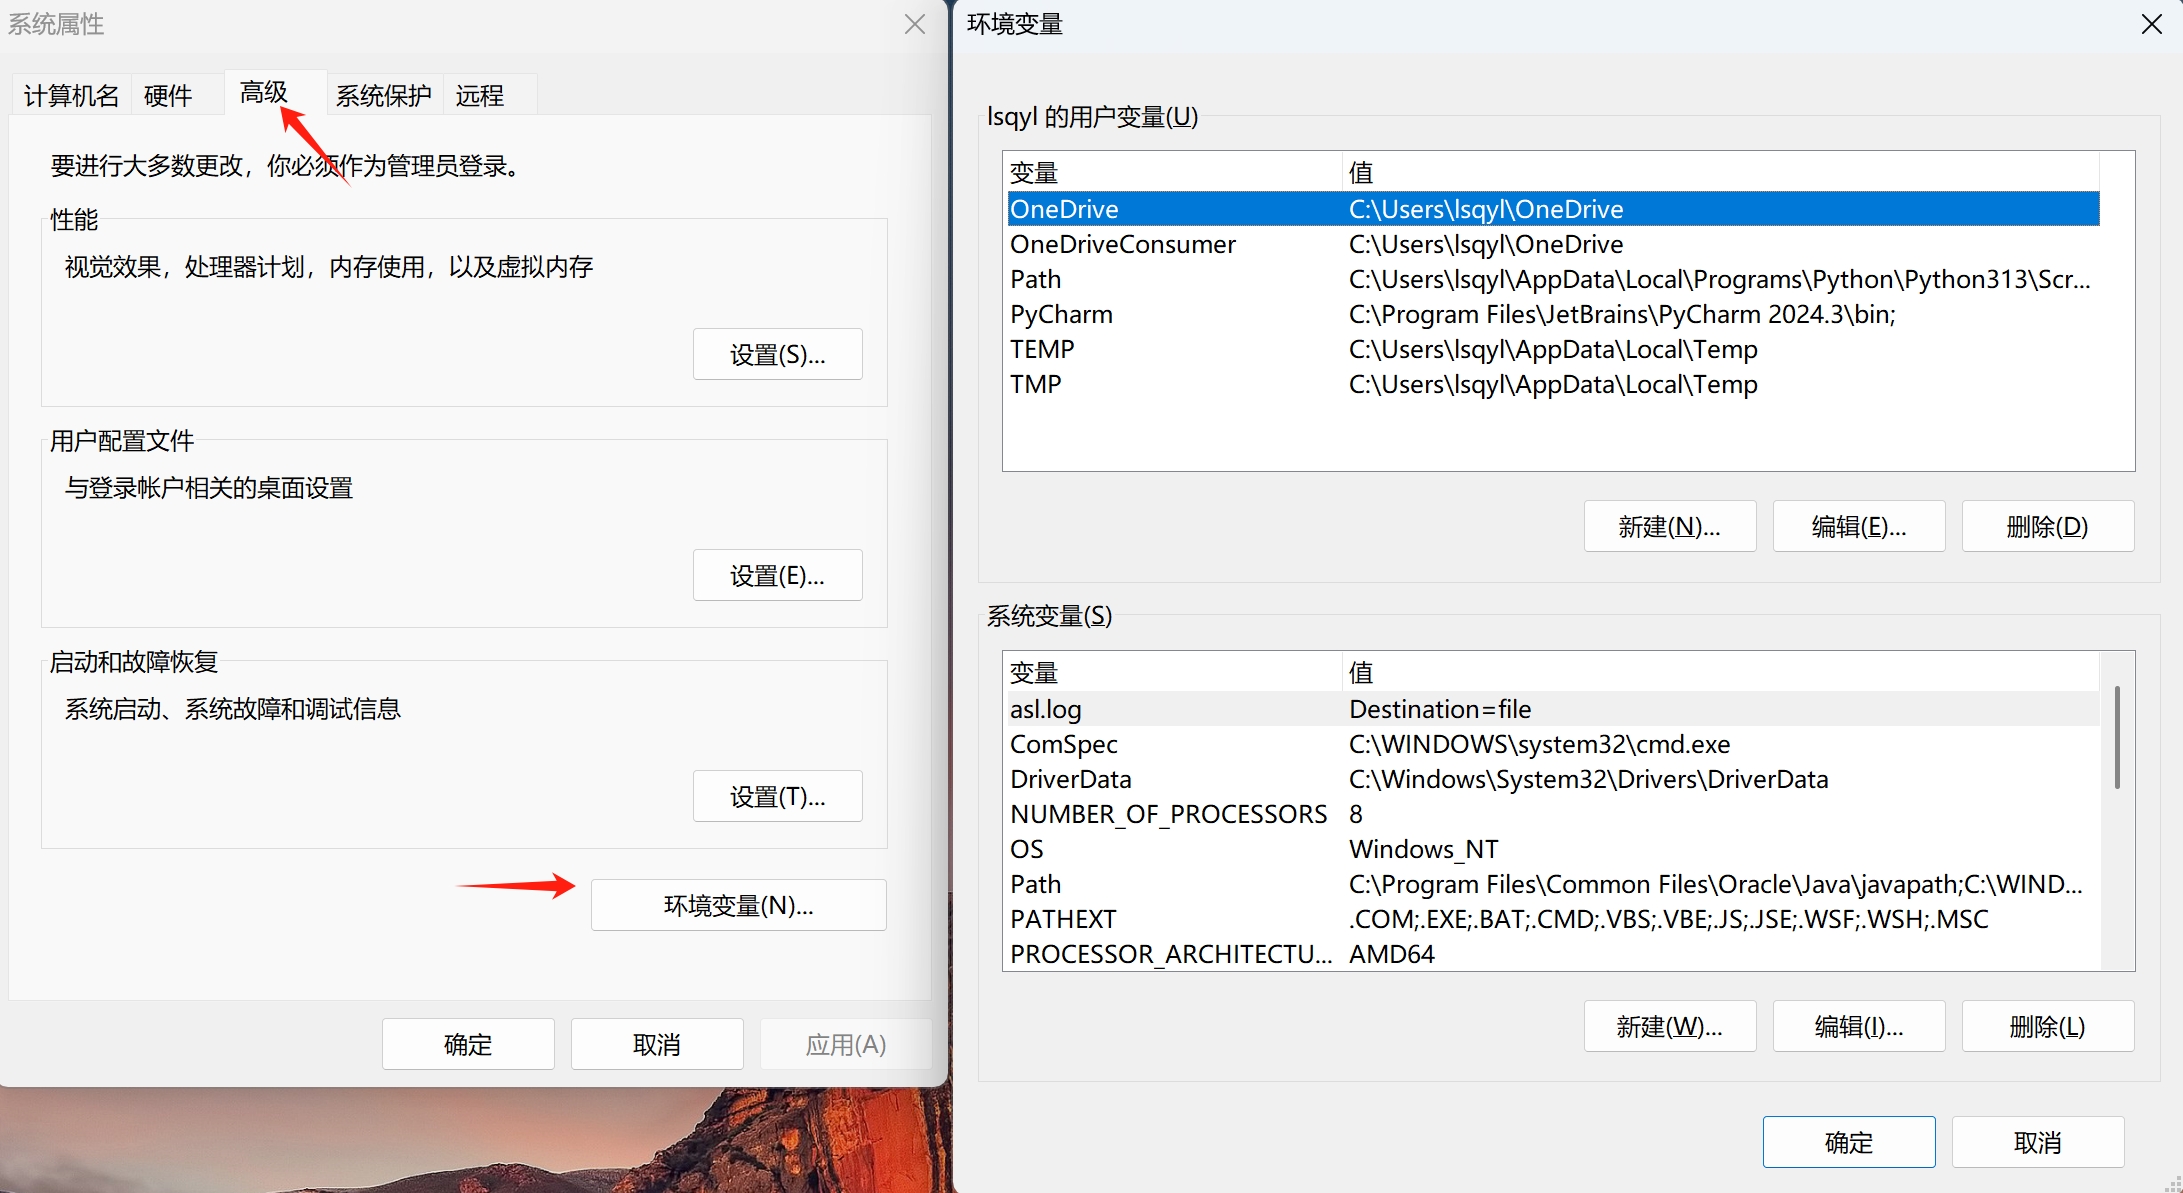 系统属性
计算机名 硬件 高级 系统保护 远程
要进行大多数更改，你必须作为管理员登录。
性能
视觉效果，处理器计划，内存使用，以及虚拟内存
设置(S)...
用户配置文件
与登录帐户相关的桌面设置
设置(E)...
启动和故障恢复
系统启动、系统故障和调试信息
设置(T)...
环境变量(N)...
确定 取消 应用(A)
环境变量
lsqyl 的用户变量(U)
变量 值
OneDrive C:\Users\lsqyl\OneDrive
OneDriveConsumer C:\Users\lsqyl\OneDrive
Path C:\Users\lsqyl\AppData\Local\Programs\Python\Python313\Scr...
PyCharm C:\Program Files\JetBrains\PyCharm 2024.3\bin;
TEMP C:\Users\lsqyl\AppData\Local\Temp
TMP C:\Users\lsqyl\AppData\Local\Temp
新建(N)... 编辑(E)... 删除(D)
系统变量(S)
变量 值
asl.log Destination=file
ComSpec C:\WINDOWS\system32\cmd.exe
DriverData C:\Windows\System32\Drivers\DriverData
NUMBER_OF_PROCESSORS 8
OS Windows_NT
Path C:\Program Files\Common Files\Oracle\Java\javapath;C:\WIND...
PATHEXT .COM;.EXE;.BAT;.CMD;.VBS;.VBE;.JS;.JSE;.WSF;.WSH;.MSC
PROCESSOR_ARCHITECTU... AMD64
新建(W)... 编辑(I)... 删除(L)
确定 取消